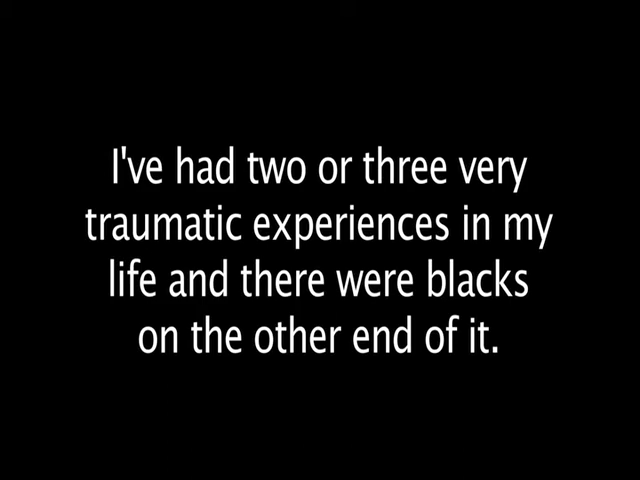 I've had two or three very
traumatic experiences in my
life and there were blacks
on the other end of it.